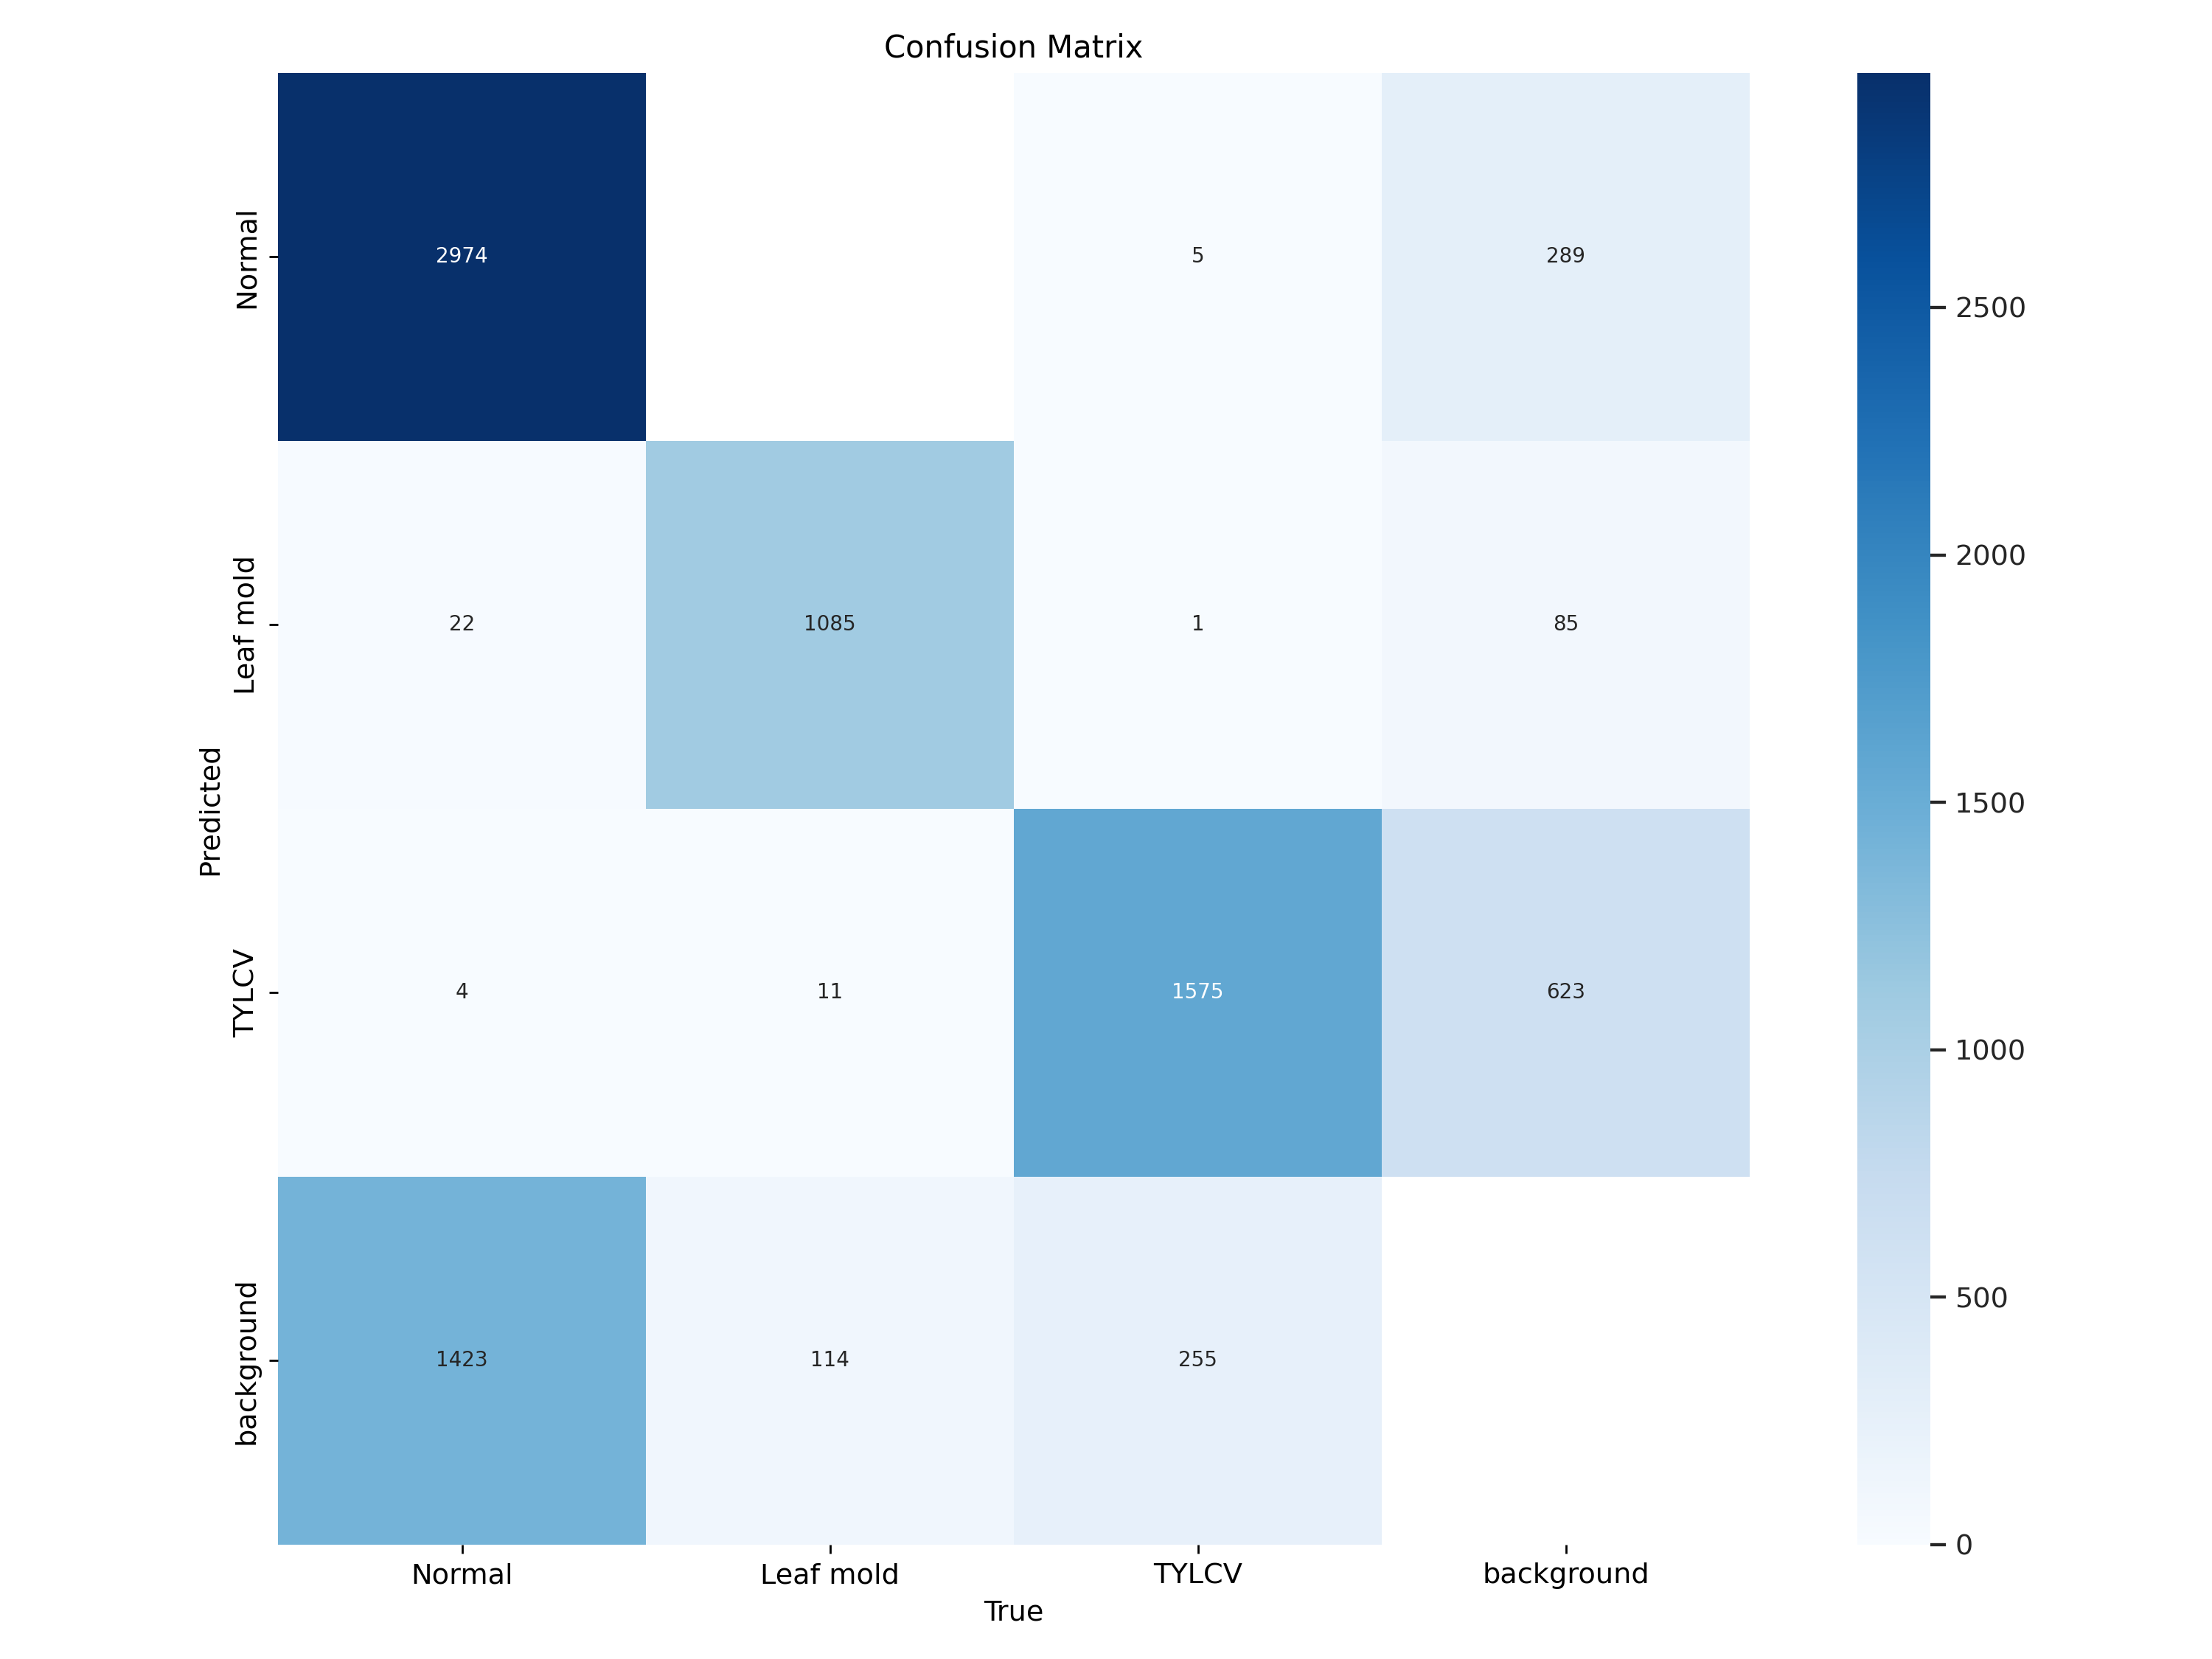 Confusion Matrix
Normal
2974
5
289
2500
Leaf mold
22
1085
1
85
2000
Predicted
1500
TYLCV
4
11
1575
623
1000
background
1423
114
255
500
0
Normal
Leaf mold
TYLCV
background
True